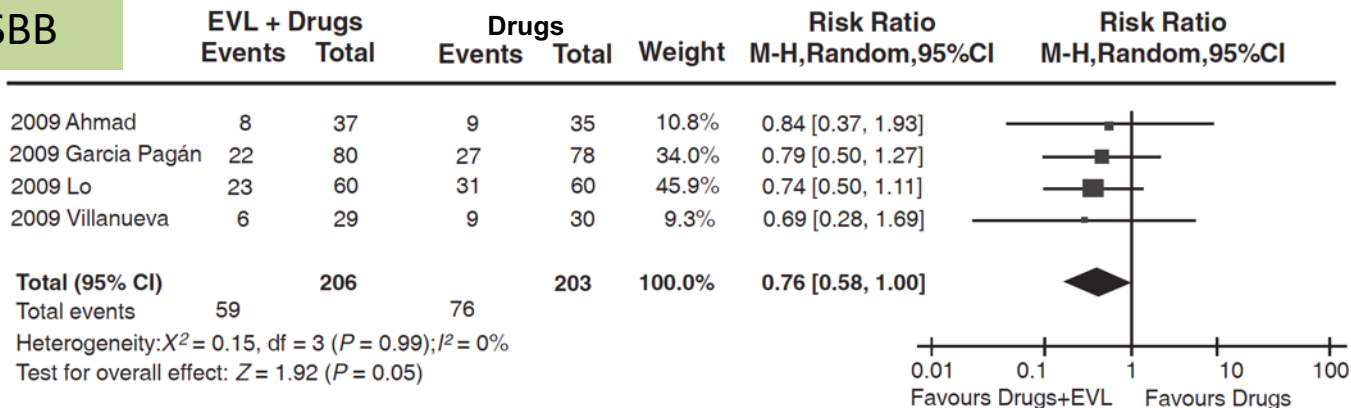 SBB
EVL + Drugs Drugs Risk Ratio Risk Ratio
Events Total Events Total Weight M-H,Random,95%CI M-H,Random,95%CI
2009 Ahmad 8 37 9 35 10.8% 0.84 [0.37, 1.93]
2009 Garcia Pagán 22 80 27 78 34.0% 0.79 [0.50, 1.27]
2009 Lo 23 60 31 60 45.9% 0.74 [0.50, 1.11]
2009 Villanueva 6 29 9 30 9.3% 0.69 [0.28, 1.69]
Total (95% CI) 206 203 100.0% 0.76 [0.58, 1.00]
Total events 59 76
Heterogeneity:X² = 0.15, df = 3 (P = 0.99);I² = 0%
Test for overall effect: Z = 1.92 (P = 0.05)
0.01 0.1 1 10 100
Favours Drugs+EVL Favours Drugs